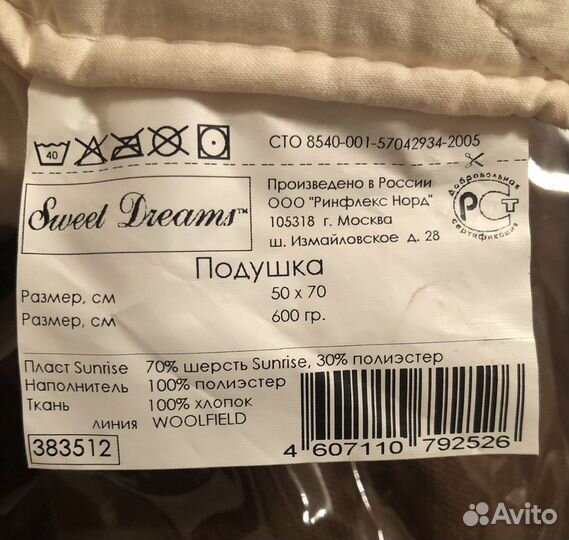 40
СТО 8540-001-57042934-2005
Sweet Dreams™
Произведено в России
ООО "Ринфлекс Норд"
105318 г. Москва
ш. Измайловское д. 28
Добровольная
РСТ
сертификация
Подушка
Размер, см 50 x 70
Размер, см 600 гр.
Пласт Sunrise 70% шерсть Sunrise, 30% полиэстер
Наполнитель 100% полиэстер
Ткань 100% хлопок
линия WOOLFIELD
383512
4 607110 792526
Avito